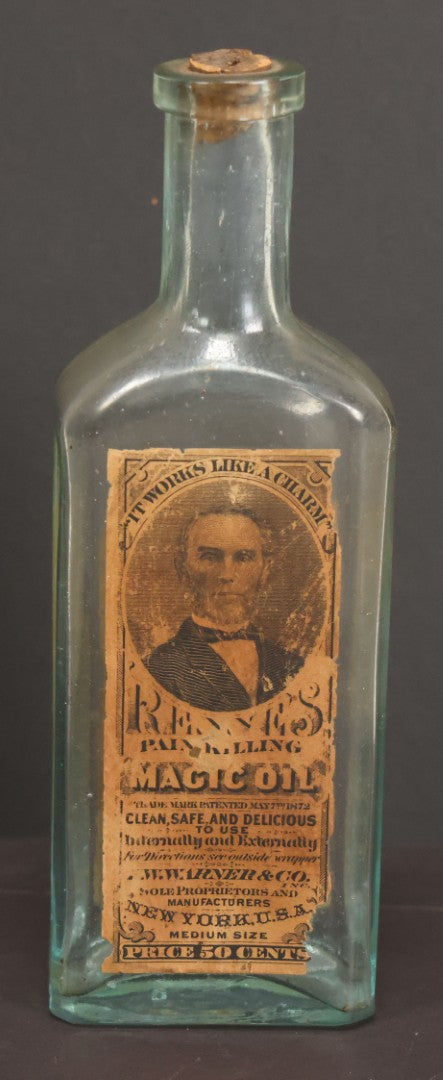 "IT WORKS LIKE A CHARM"
RENNE'S
PAIN KILLING
MAGIC OIL
TRADE MARK PATENTED MAY 7TH 1872
CLEAN, SAFE, AND DELICIOUS
TO USE
Internally and Externally
For Directions see outside wrapper
W. WARNER & CO.
INC.
SOLE PROPRIETORS AND
MANUFACTURERS
NEW YORK, U.S.A.
MEDIUM SIZE
PRICE 50 CENTS